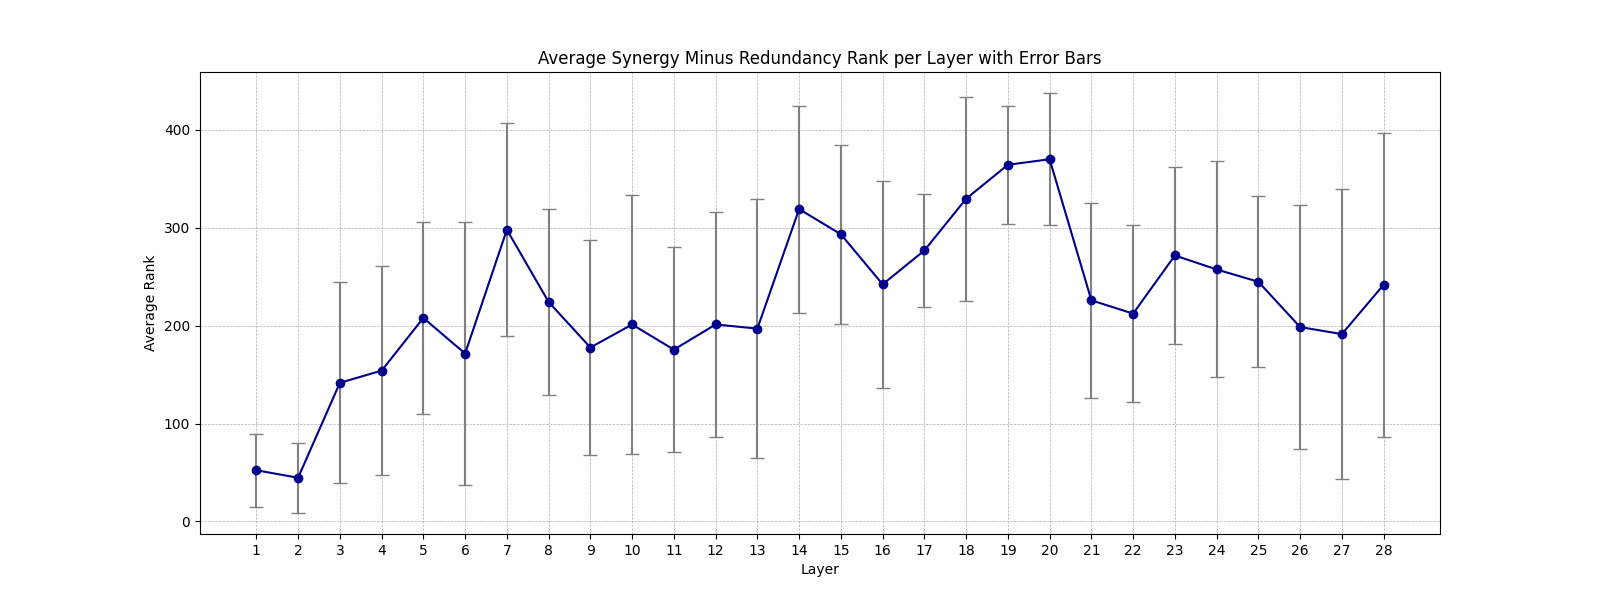 Average Synergy Minus Redundancy Rank per Layer with Error Bars
400
300
200
100
0
Average Rank
1 2 3 4 5 6 7 8 9 10 11 12 13 14 15 16 17 18 19 20 21 22 23 24 25 26 27 28
Layer